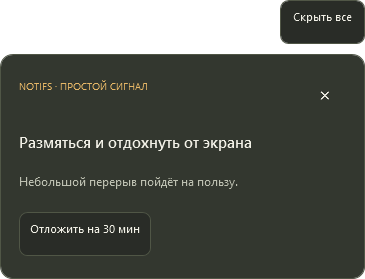 Скрыть все
NOTIFS · ПРОСТОЙ СИГНАЛ
Размяться и отдохнуть от экрана
Небольшой перерыв пойдёт на пользу.
Отложить на 30 мин